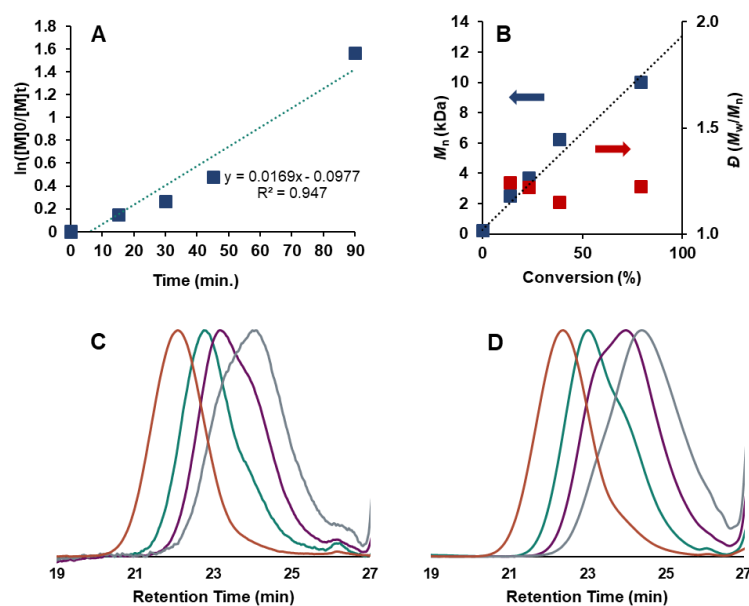 A
ln([M]0/[M]t)
1.8
1.6
1.4
1.2
1
0.8
0.6
0.4
0.2
0
y = 0.0169x - 0.0977
R² = 0.947
0 10 20 30 40 50 60 70 80 90
Time (min.)
B
Mn (kDa)
14
12
10
8
6
4
2
0
2.0
1.5
1.0
Đ (Mw/Mn)
0 50 100
Conversion (%)
C
19 21 23 25 27
Retention Time (min)
D
19 21 23 25 27
Retention Time (min)